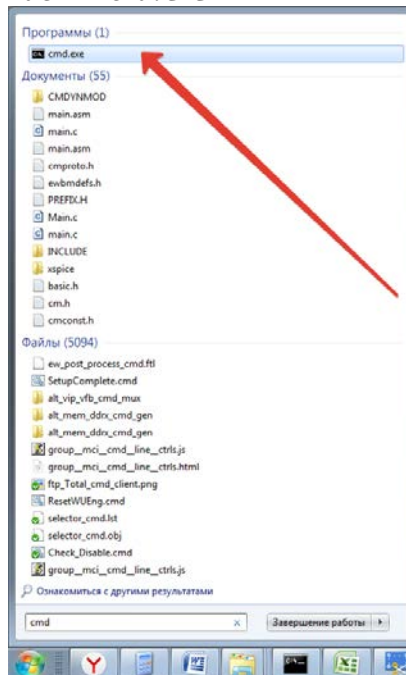 Программы (1)
cmd.exe
Документы (55)
CMDYNMOD
main.asm
main.c
main.asm
cmproto.h
ewbmdefs.h
PREFIX.H
Main.c
main.c
INCLUDE
xspice
basic.h
cm.h
cmconst.h
Файлы (5094)
ew_post_process_cmd.ftl
SetupComplete.cmd
alt_vip_vfb_cmd_mux
alt_mem_ddrx_cmd_gen
alt_mem_ddrx_cmd_gen
group__mci__cmd__line__ctrls.js
group__mci__cmd__line__ctrls.html
ftp_Total_cmd_client.png
ResetWUEng.cmd
selector_cmd.lst
selector_cmd.obj
Check_Disable.cmd
group__mci__cmd__line__ctrls.js
Ознакомиться с другими результатами
cmd
Завершение работы